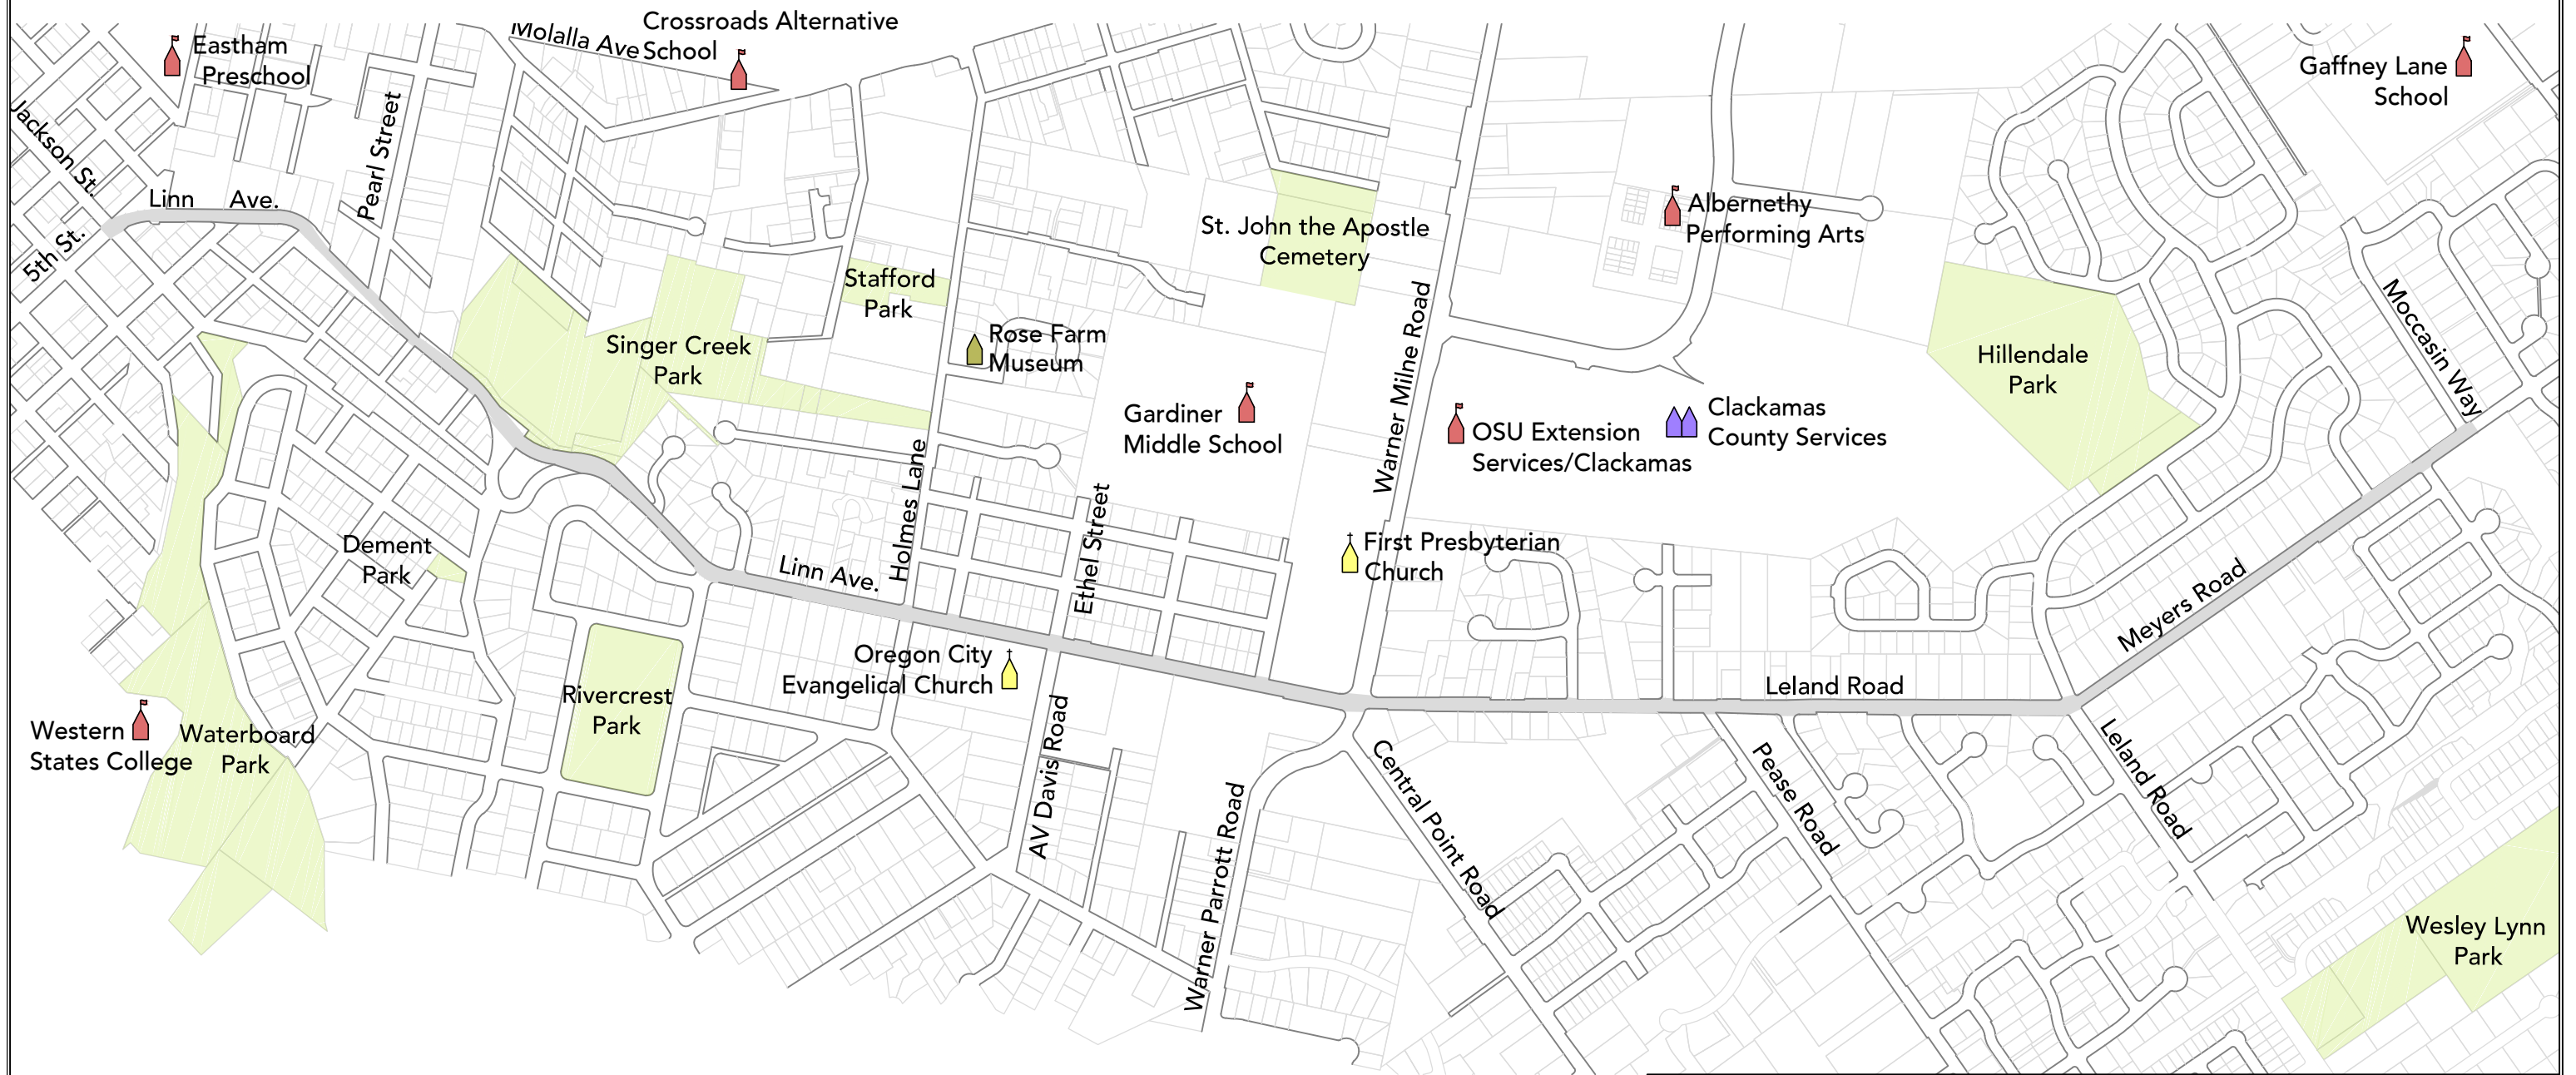 Crossroads Alternative
School
Molalla Ave
Eastham
Preschool
Gaffney Lane
School
Jackson St.
Pearl Street
Linn Ave.
5th St.
Albernethy
Performing Arts
St. John the Apostle
Cemetery
Stafford
Park
Rose Farm
Museum
Singer Creek
Park
Warner Milne Road
Hillendale
Park
Moccasin Way
Gardiner
Middle School
OSU Extension
Services/Clackamas
Clackamas
County Services
Holmes Lane
Ethel Street
Dement
Park
First Presbyterian
Church
Linn Ave.
Meyers Road
Oregon City
Evangelical Church
Rivercrest
Park
Leland Road
Western
States College
Waterboard
Park
AV Davis Road
Warner Parrott Road
Central Point Road
Pease Road
Leland Road
Wesley Lynn
Park